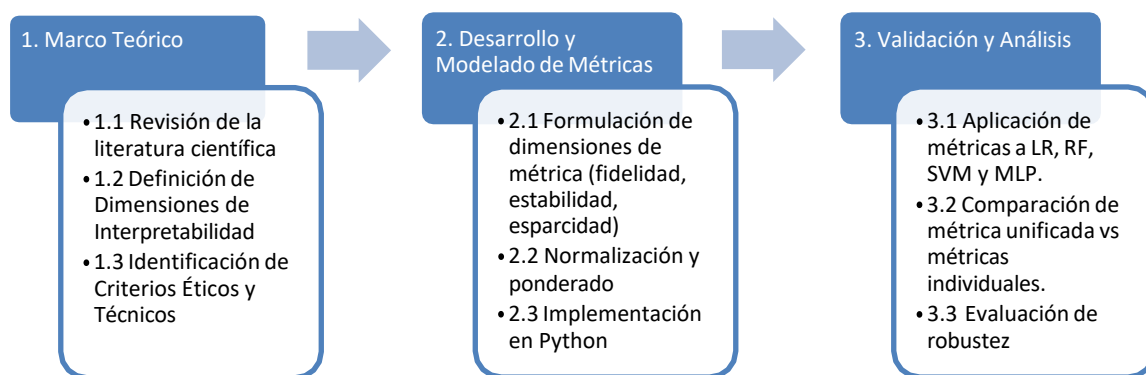 1. Marco Teórico
• 1.1 Revisión de la
literatura científica
• 1.2 Definición de
Dimensiones de
Interpretabilidad
• 1.3 Identificación de
Criterios Éticos y
Técnicos
2. Desarrollo y
Modelado de Métricas
• 2.1 Formulación de
dimensiones de
métrica (fidelidad,
estabilidad,
esparcidad)
• 2.2 Normalización y
ponderado
• 2.3 Implementación
en Python
3. Validación y Análisis
• 3.1 Aplicación de
métricas a LR, RF,
SVM y MLP.
• 3.2 Comparación de
métrica unificada vs
métricas
individuales.
• 3.3 Evaluación de
robustez